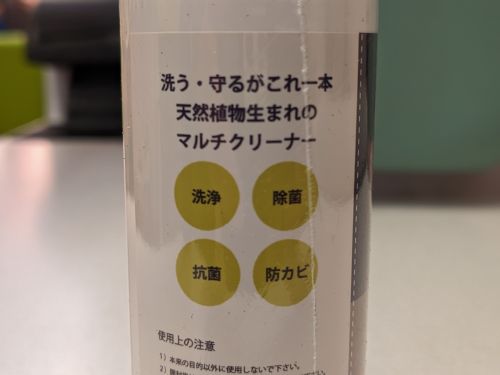 洗う・守るがこれ一本
天然植物生まれの
マルチクリーナー
洗浄
除菌
抗菌
防カビ
使用上の注意
1）本来の目的以外に使用しないで下さい。
2）